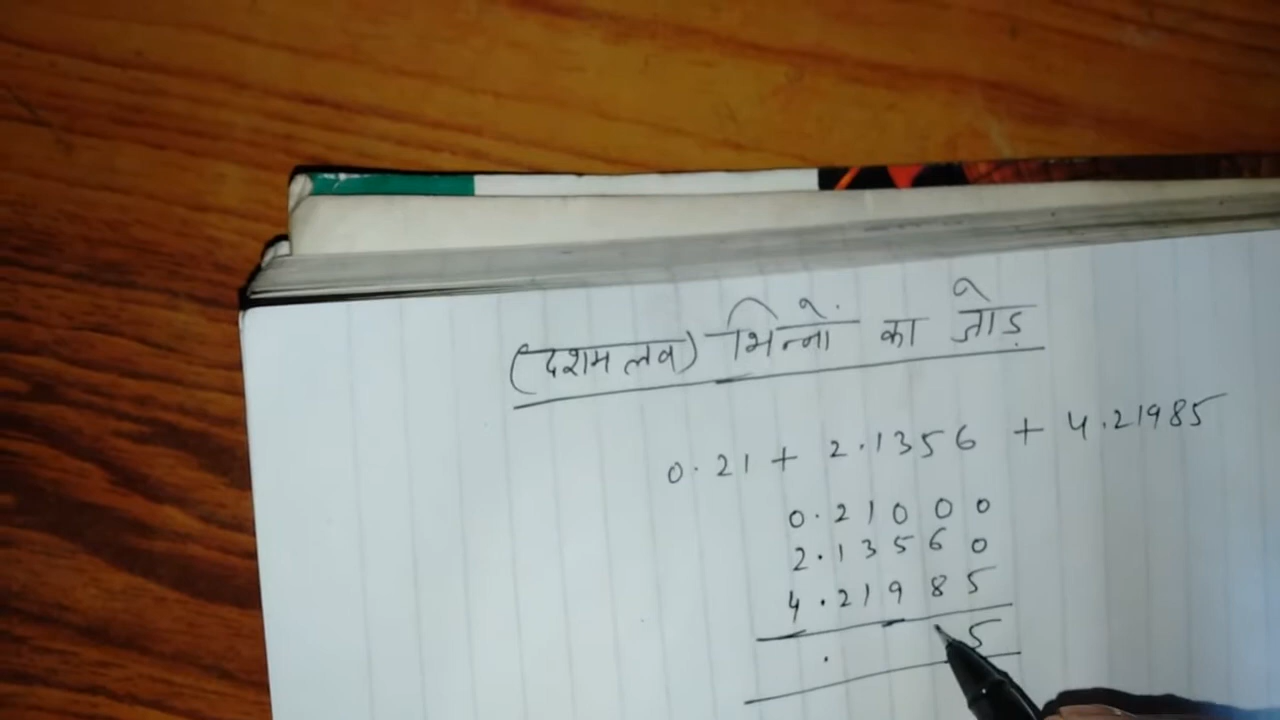 (दशमलव) भिन्नों का जोड़
0.21 + 2.1356 + 4.21985
0.21000
2.13560
4.21985
. 5